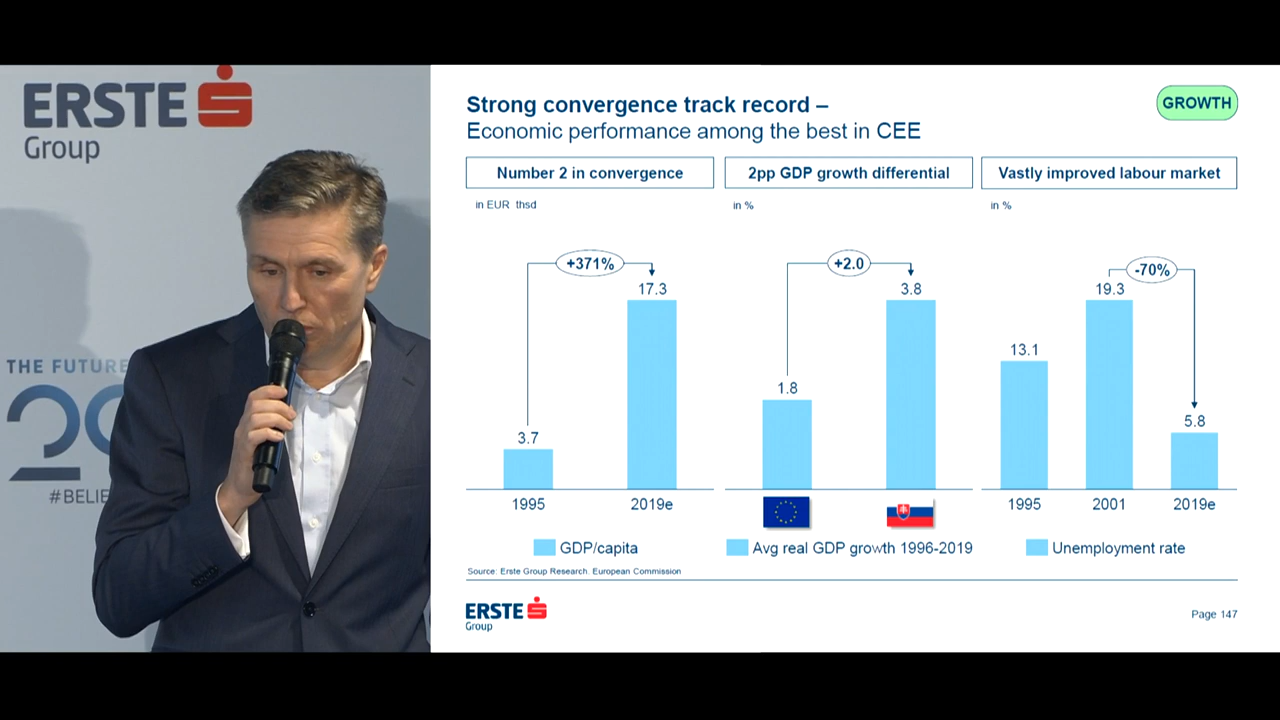 ERSTE
Group
THE FUTURE
20
#BELIE
Strong convergence track record –
Economic performance among the best in CEE
GROWTH
Number 2 in convergence
in EUR thsd
+371%
17.3
3.7
1995
2019e
GDP/capita
2pp GDP growth differential
in %
+2.0
3.8
1.8
Avg real GDP growth 1996-2019
Vastly improved labour market
in %
-70%
19.3
13.1
5.8
1995
2001
2019e
Unemployment rate
Source: Erste Group Research. European Commission
ERSTE
Group
Page 147